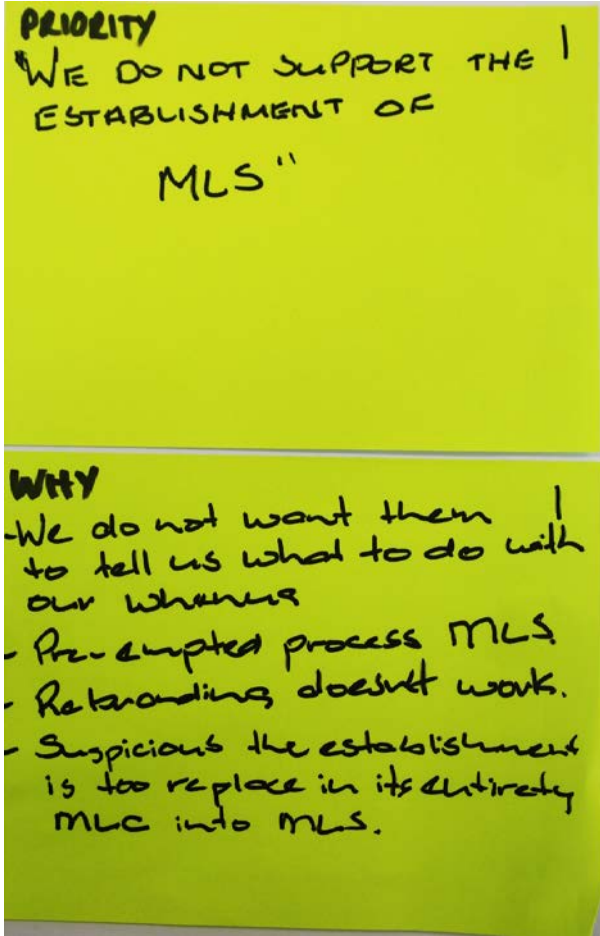 PRIORITY
"WE DO NOT SUPPORT THE 1
ESTABLISHMENT OF
MLS"
WHY
-We do not want them 1
to tell us what to do with
our whenua
- Pre-empted process MLS.
- Rebranding doesn't work.
- Suspicious the establishment
is too replace in its entirety
MLC into MLS.